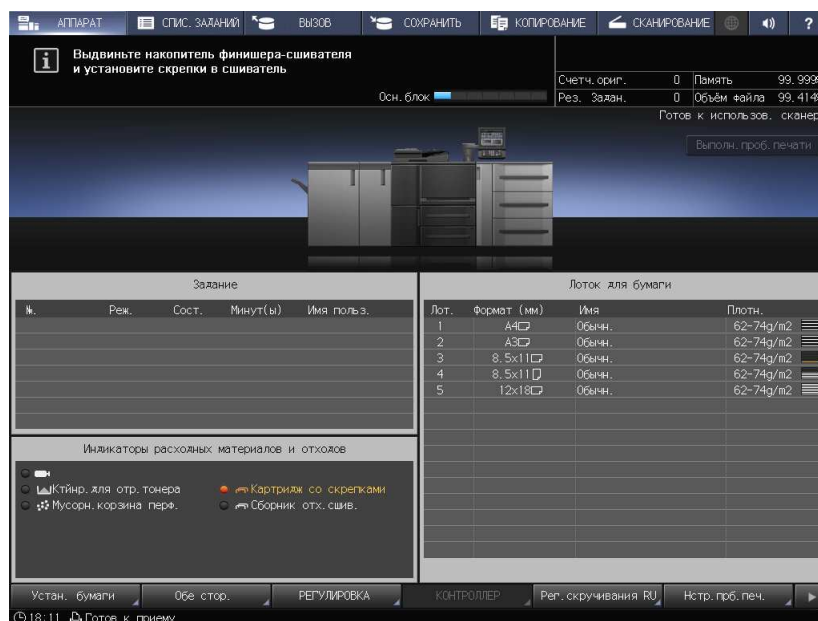 АППАРАТ СПИС. ЗАДАНИЙ ВЫЗОВ СОХРАНИТЬ КОПИРОВАНИЕ СКАНИРОВАНИЕ ?
Выдвиньте накопитель финишера-сшивателя
и установите скрепки в сшиватель
Осн. блок
Счетч. ориг. 0 Память 99.999
Рез. Задан. 0 Объём файла 99.414%
Готов к использов. сканер
Выполн. проб. печати
Задание
№. Реж. Сост. Минут(ы) Имя польз.
Лоток для бумаги
Лот. Формат (мм) Имя Плотн.
1 A4 Обычн. 62-74g/m2
2 A3 Обычн. 62-74g/m2
3 8.5x11 Обычн. 62-74g/m2
4 8.5x11 Обычн. 62-74g/m2
5 12x18 Обычн. 62-74g/m2
Индикаторы расходных материалов и отходов
Ктйнр. для отр. тонера Картридж со скрепками
Мусорн. корзина перф. Сборник отх. сшив.
Устан. бумаги Обе стор. РЕГУЛИРОВКА КОНТРОЛЛЕР Рег. скручивания RU Нстр. прб. печ.
18:11 Готов к приему